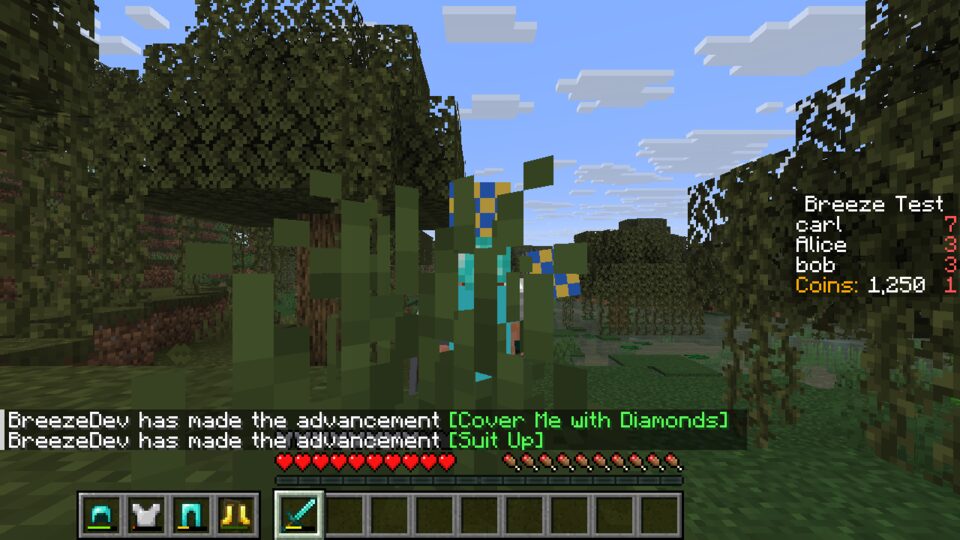 Breeze Test
carl 7
Alice 3
bob 3
Coins: 1,250 1
BreezeDev has made the advancement [Cover Me with Diamonds]
BreezeDev has made the advancement [Suit Up]